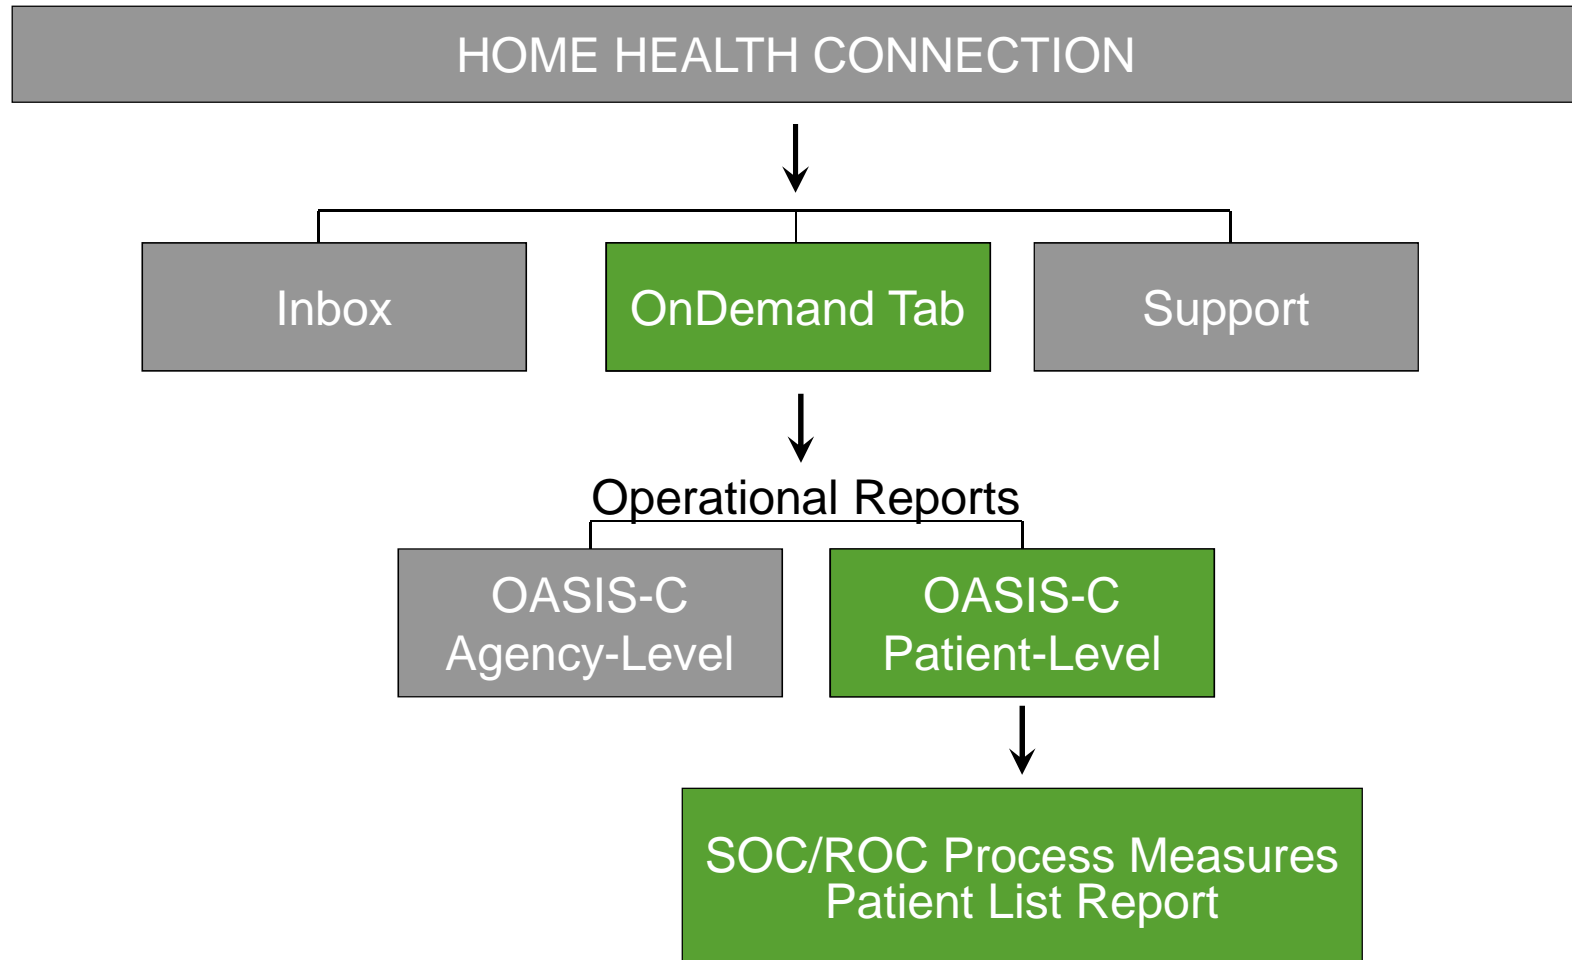 HOME HEALTH CONNECTION
Inbox
OnDemand Tab
Support
Operational Reports
OASIS-C
Agency-Level
OASIS-C
Patient-Level
SOC/ROC Process Measures
Patient List Report